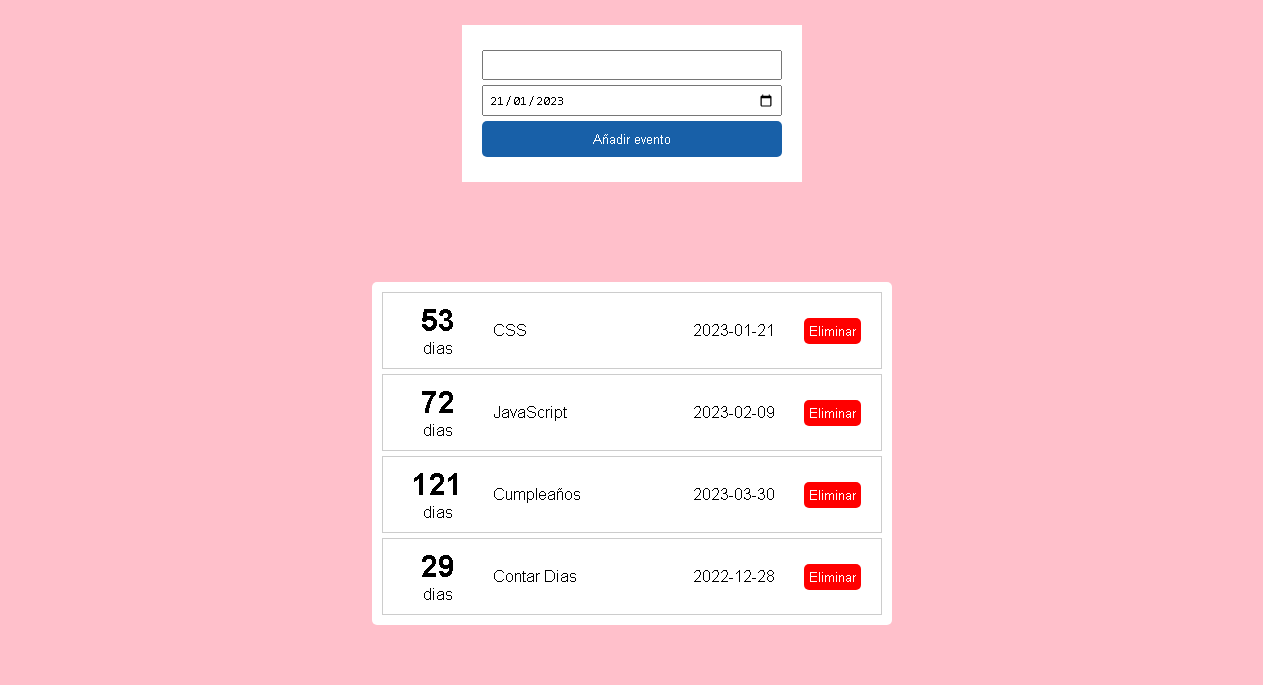 21/01/2023
Añadir evento
53
dias
CSS
2023-01-21
Eliminar
72
dias
JavaScript
2023-02-09
Eliminar
121
dias
Cumpleaños
2023-03-30
Eliminar
29
dias
Contar Dias
2022-12-28
Eliminar